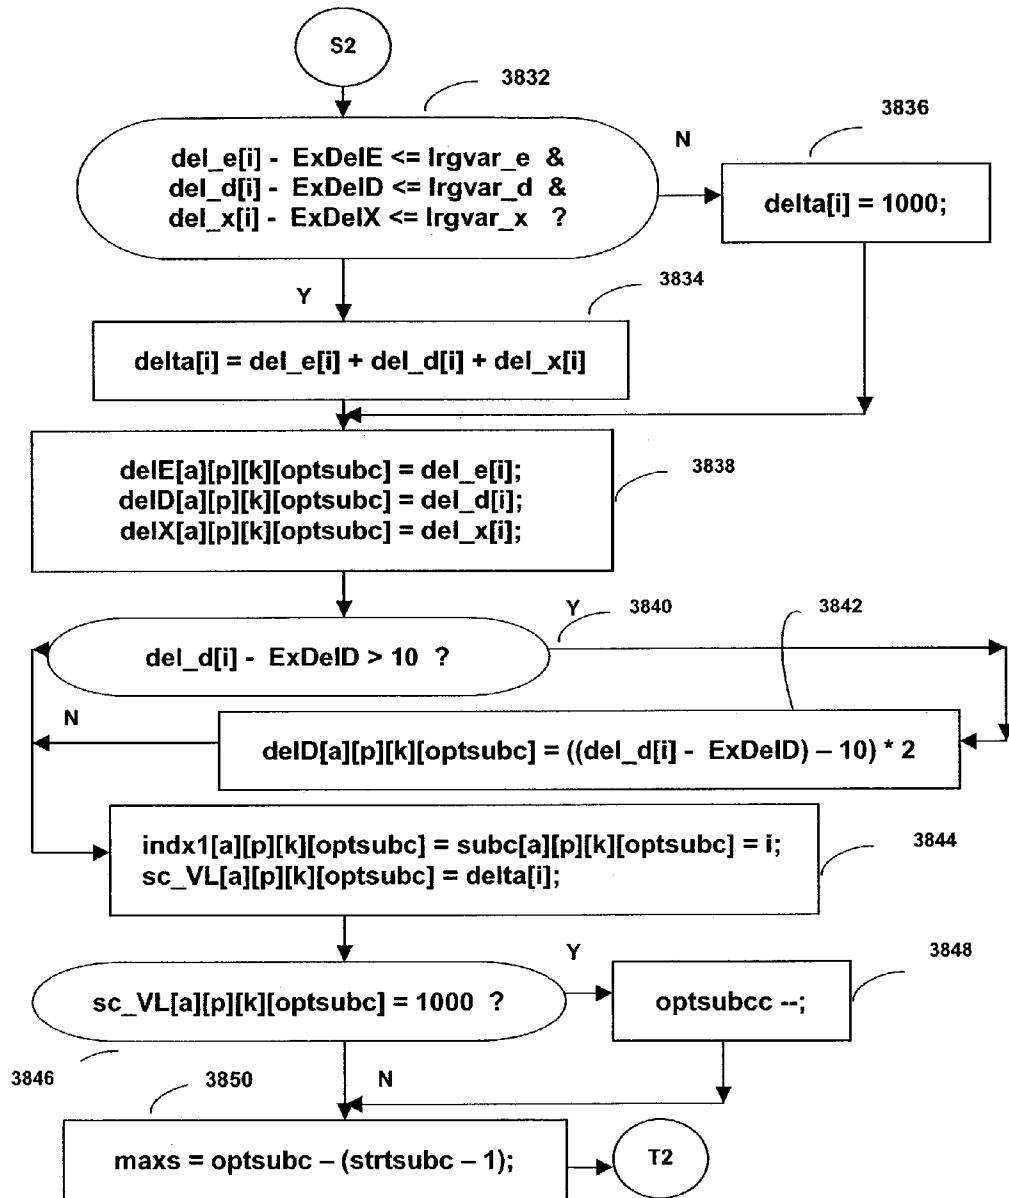 S2
3832
del_e[i] - ExDelE <= lrgvar_e &
del_d[i] - ExDelD <= lrgvar_d &
del_x[i] - ExDelX <= lrgvar_x ?
N
3836
delta[i] = 1000;
Y
3834
delta[i] = del_e[i] + del_d[i] + del_x[i]
delE[a][p][k][optsubc] = del_e[i];
delD[a][p][k][optsubc] = del_d[i];
delX[a][p][k][optsubc] = del_x[i];
3838
del_d[i] - ExDelD > 10 ?
Y
3840
3842
N
delD[a][p][k][optsubc] = ((del_d[i] - ExDelD) – 10) * 2
indx1[a][p][k][optsubc] = subc[a][p][k][optsubc] = i;
sc_VL[a][p][k][optsubc] = delta[i];
3844
sc_VL[a][p][k][optsubc] = 1000 ?
Y
3848
optsubcc --;
3846
N
3850
maxs = optsubc – (strtsubc – 1);
T2